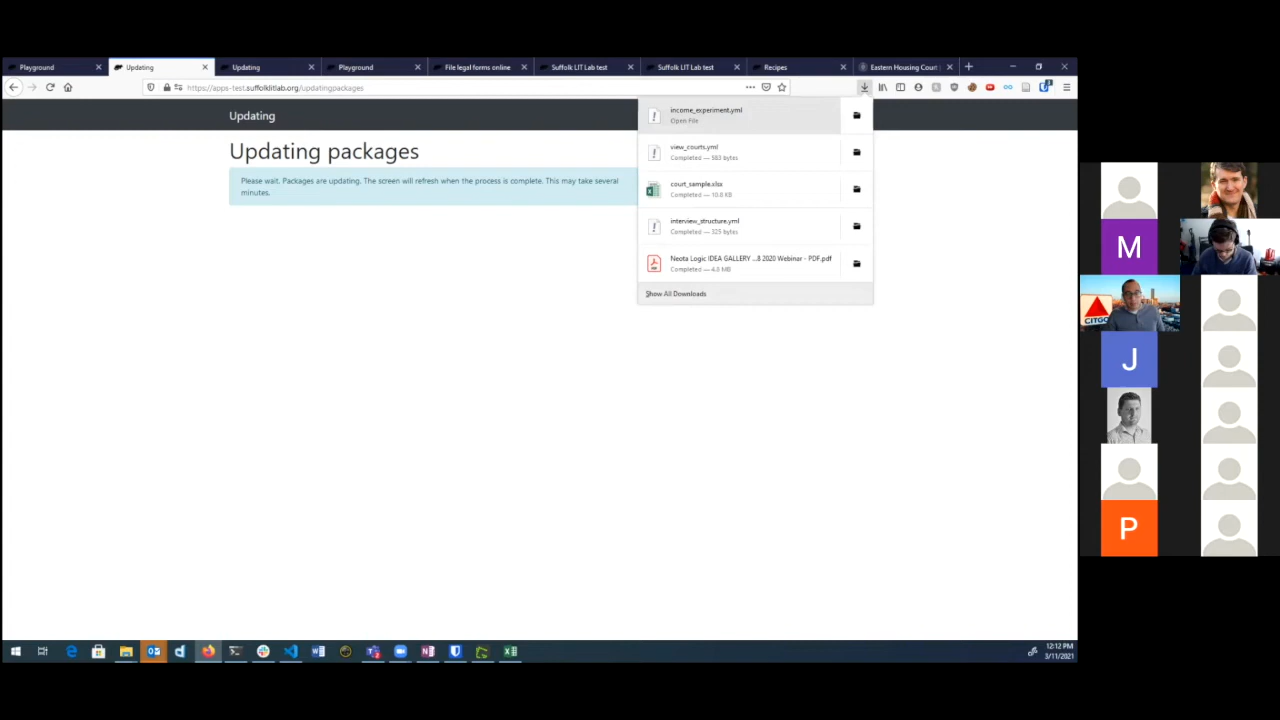 Playground
Updating
Updating
Playground
File legal forms online
Suffolk LIT Lab test
Suffolk LIT Lab test
Recipes
Eastern Housing Court
https://apps-test.suffolklitlab.org/updatingpackages
Updating
Updating packages
Please wait. Packages are updating. The screen will refresh when the process is complete. This may take several
minutes.
income_experiment.yml
Open File
view_courts.yml
Completed — 583 bytes
court_sample.xlsx
Completed — 10.8 KB
interview_structure.yml
Completed — 325 bytes
Neota Logic IDEA GALLERY ...8 2020 Webinar - PDF.pdf
Completed — 4.8 MB
Show All Downloads
M
CITGO
J
P
12:12 PM
3/11/2021